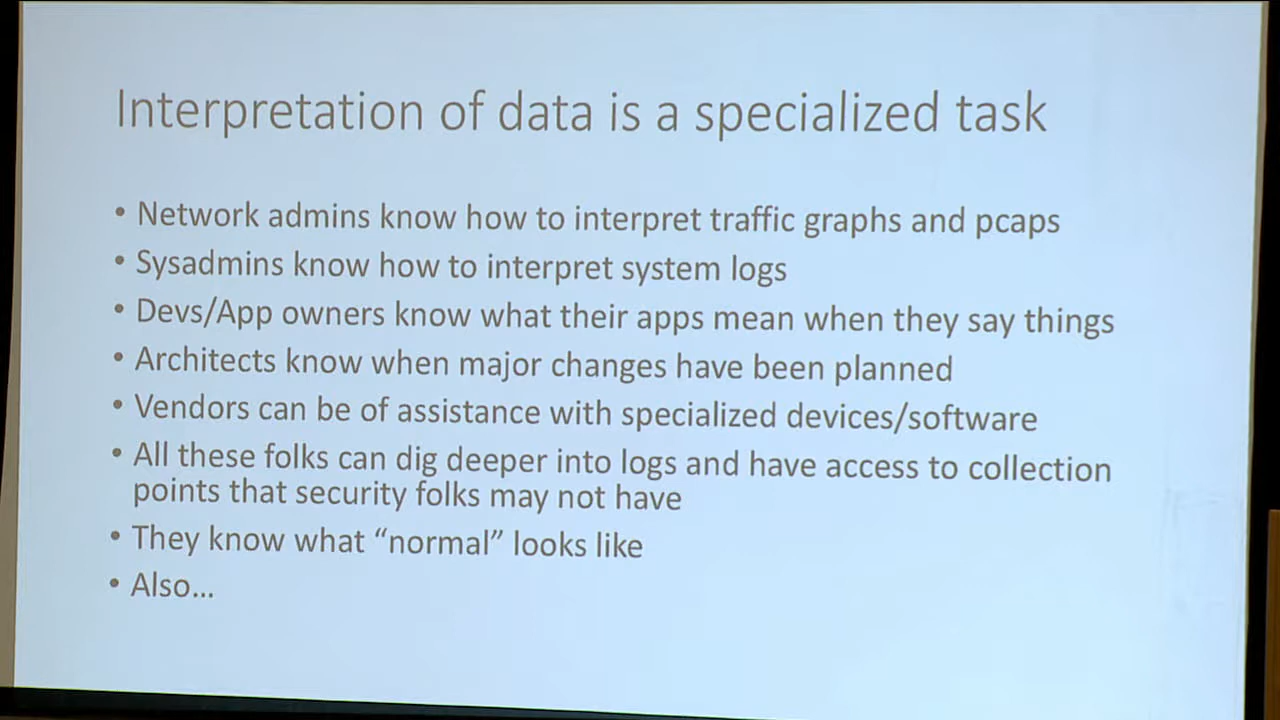 Interpretation of data is a specialized task
• Network admins know how to interpret traffic graphs and pcaps
• Sysadmins know how to interpret system logs
• Devs/App owners know what their apps mean when they say things
• Architects know when major changes have been planned
• Vendors can be of assistance with specialized devices/software
• All these folks can dig deeper into logs and have access to collection
points that security folks may not have
• They know what “normal” looks like
• Also...